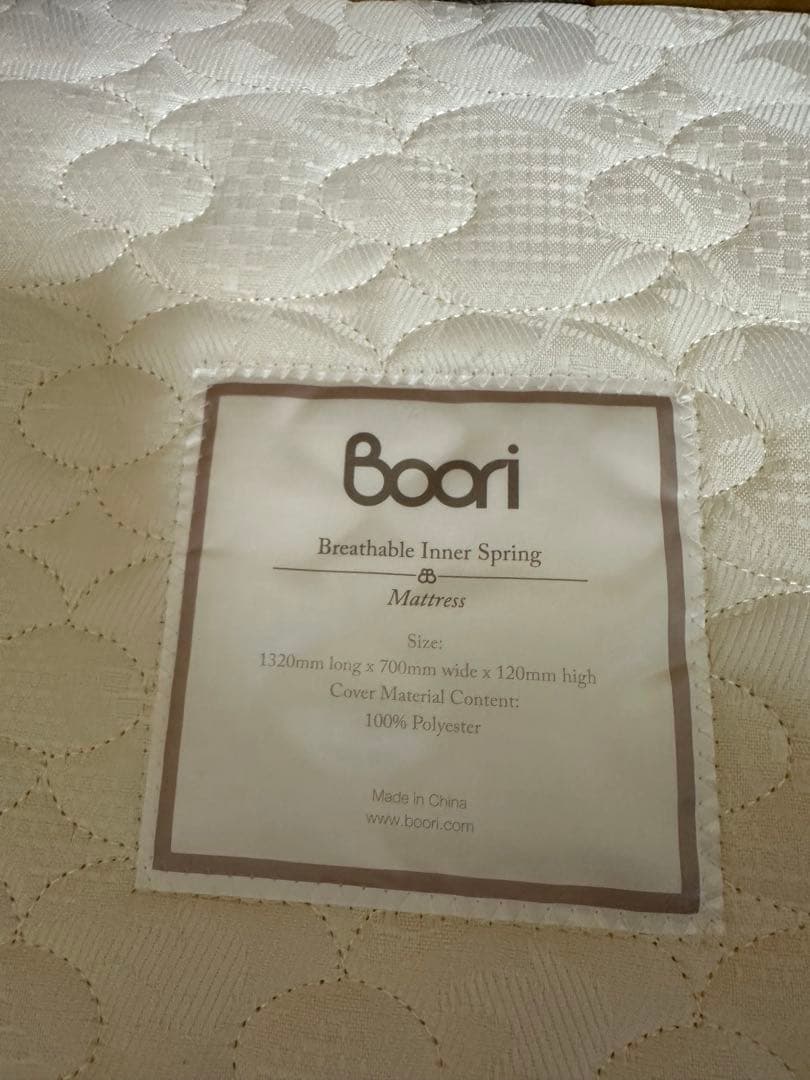 Boori
Breathable Inner Spring
Mattress
Size:
1320mm long x 700mm wide x 120mm high
Cover Material Content:
100% Polyester
Made in China
www.boori.com